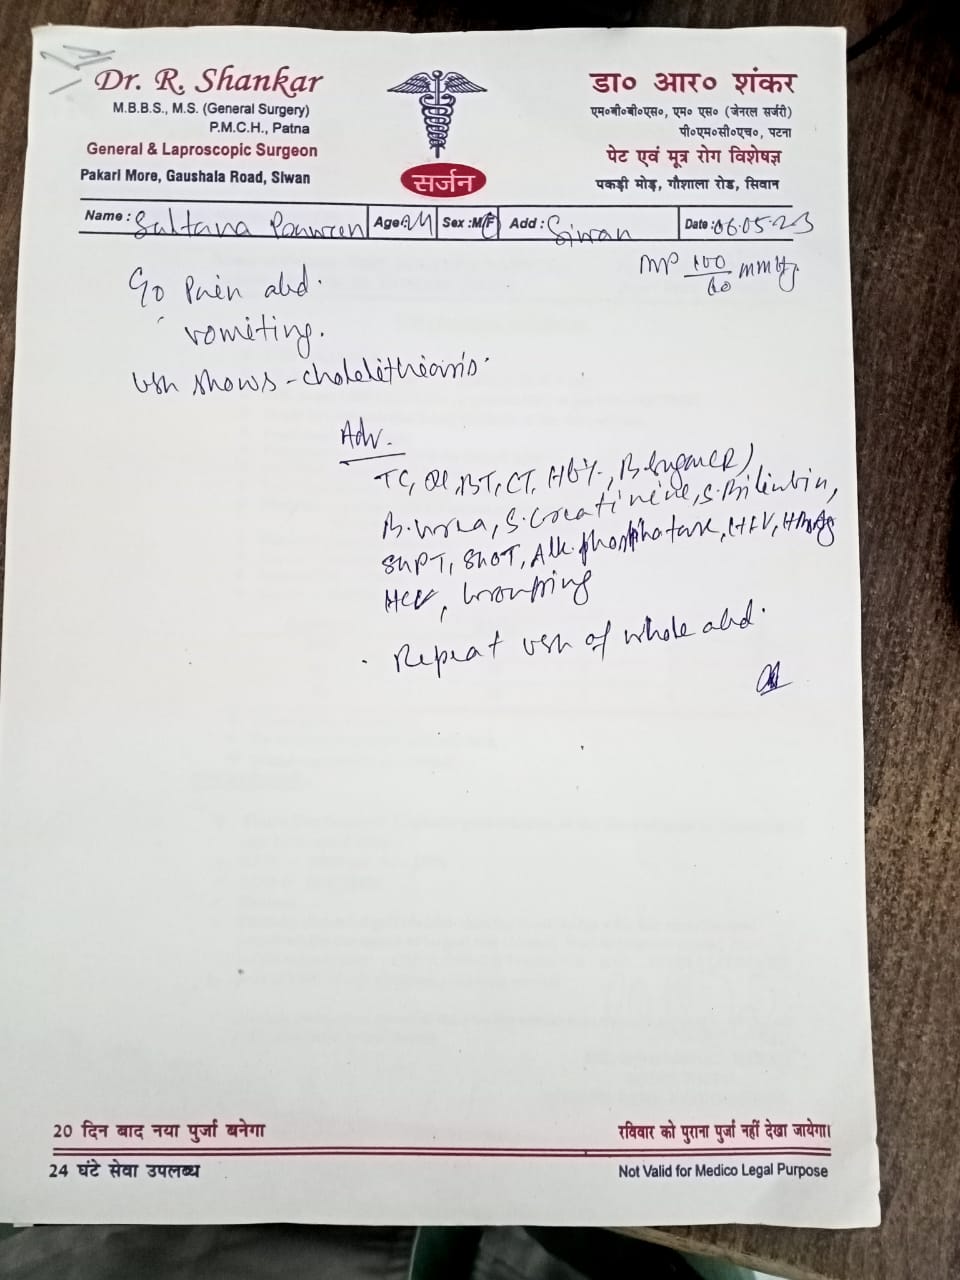 Dr. R. Shankar
M.B.B.S., M.S. (General Surgery)
P.M.C.H., Patna
General & Laproscopic Surgeon
Pakari More, Gaushala Road, Siwan
सर्जन
डा० आर० शंकर
एम०बी०बी०एस०, एम० एस० (जेनरल सर्जरी)
पी०एम०सी०एच०, पटना
पेट एवं मूत्र रोग विशेषज्ञ
पकड़ी मोड़, गौशाला रोड, सिवान
Name: Sultana Parween Age: Sex: M/F Add: Siwan Date: 06.05.23
100 mmHg
C/o Pain abd.
vomiting.
USG shows - cholelithiasis.
Adv.
TC, DC, BT, CT, Hb%, B. Sugar (R)
B. urea, S. Creatinine, S. Bilirubin,
SGPT, SGOT, Alk. phosphatase, HIV, HBsAg
HCV, Grouping
. Repeat USG of whole abd.
20 दिन बाद नया पुर्जा बनेगा
रविवार को पुराना पुर्जा नहीं देखा जायेगा।
24 घंटे सेवा उपलब्ध
Not Valid for Medico Legal Purpose